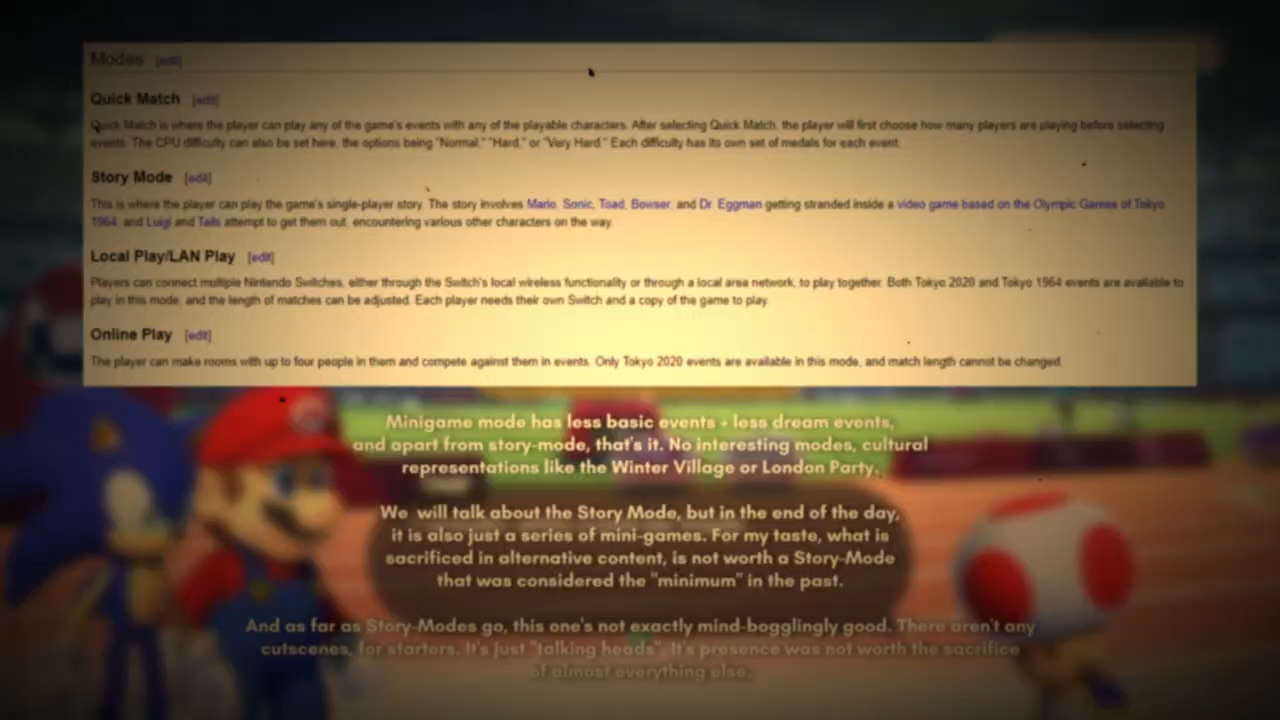 Modes [edit]
Quick Match [edit]
Quick Match is where the player can play any of the game's events with any of the playable characters. After selecting Quick Match, the player will first choose how many players are playing before selecting
events. The CPU difficulty can also be set here, the options being "Normal," "Hard," or "Very Hard." Each difficulty has its own set of medals for each event.
Story Mode [edit]
This is where the player can play the game's single-player story. The story involves Mario, Sonic, Toad, Bowser, and Dr. Eggman getting stranded inside a video game based on the Olympic Games of Tokyo
1964, and Luigi and Tails attempt to get them out, encountering various other characters on the way.
Local Play/LAN Play [edit]
Players can connect multiple Nintendo Switches, either through the Switch's local wireless functionality or through a local area network, to play together. Both Tokyo 2020 and Tokyo 1964 events are available to
play in this mode, and the length of matches can be adjusted. Each player needs their own Switch and a copy of the game to play.
Online Play [edit]
The player can make rooms with up to four people in them and compete against them in events. Only Tokyo 2020 events are available in this mode, and match length cannot be changed.
Minigame mode has less basic events + less dream events,
and apart from story-mode, that's it. No interesting modes, cultural
representations like the Winter Village or London Party.
We will talk about the Story Mode, but in the end of the day,
it is also just a series of mini-games. For my taste, what is
sacrificed in alternative content, is not worth a Story-Mode
that was considered the "minimum" in the past.
And as far as Story-Modes go, this one's not exactly mind-bogglingly good. There aren't any
cutscenes, for starters. It's just "talking heads". It's presence was not worth the sacrifice
of almost everything else.